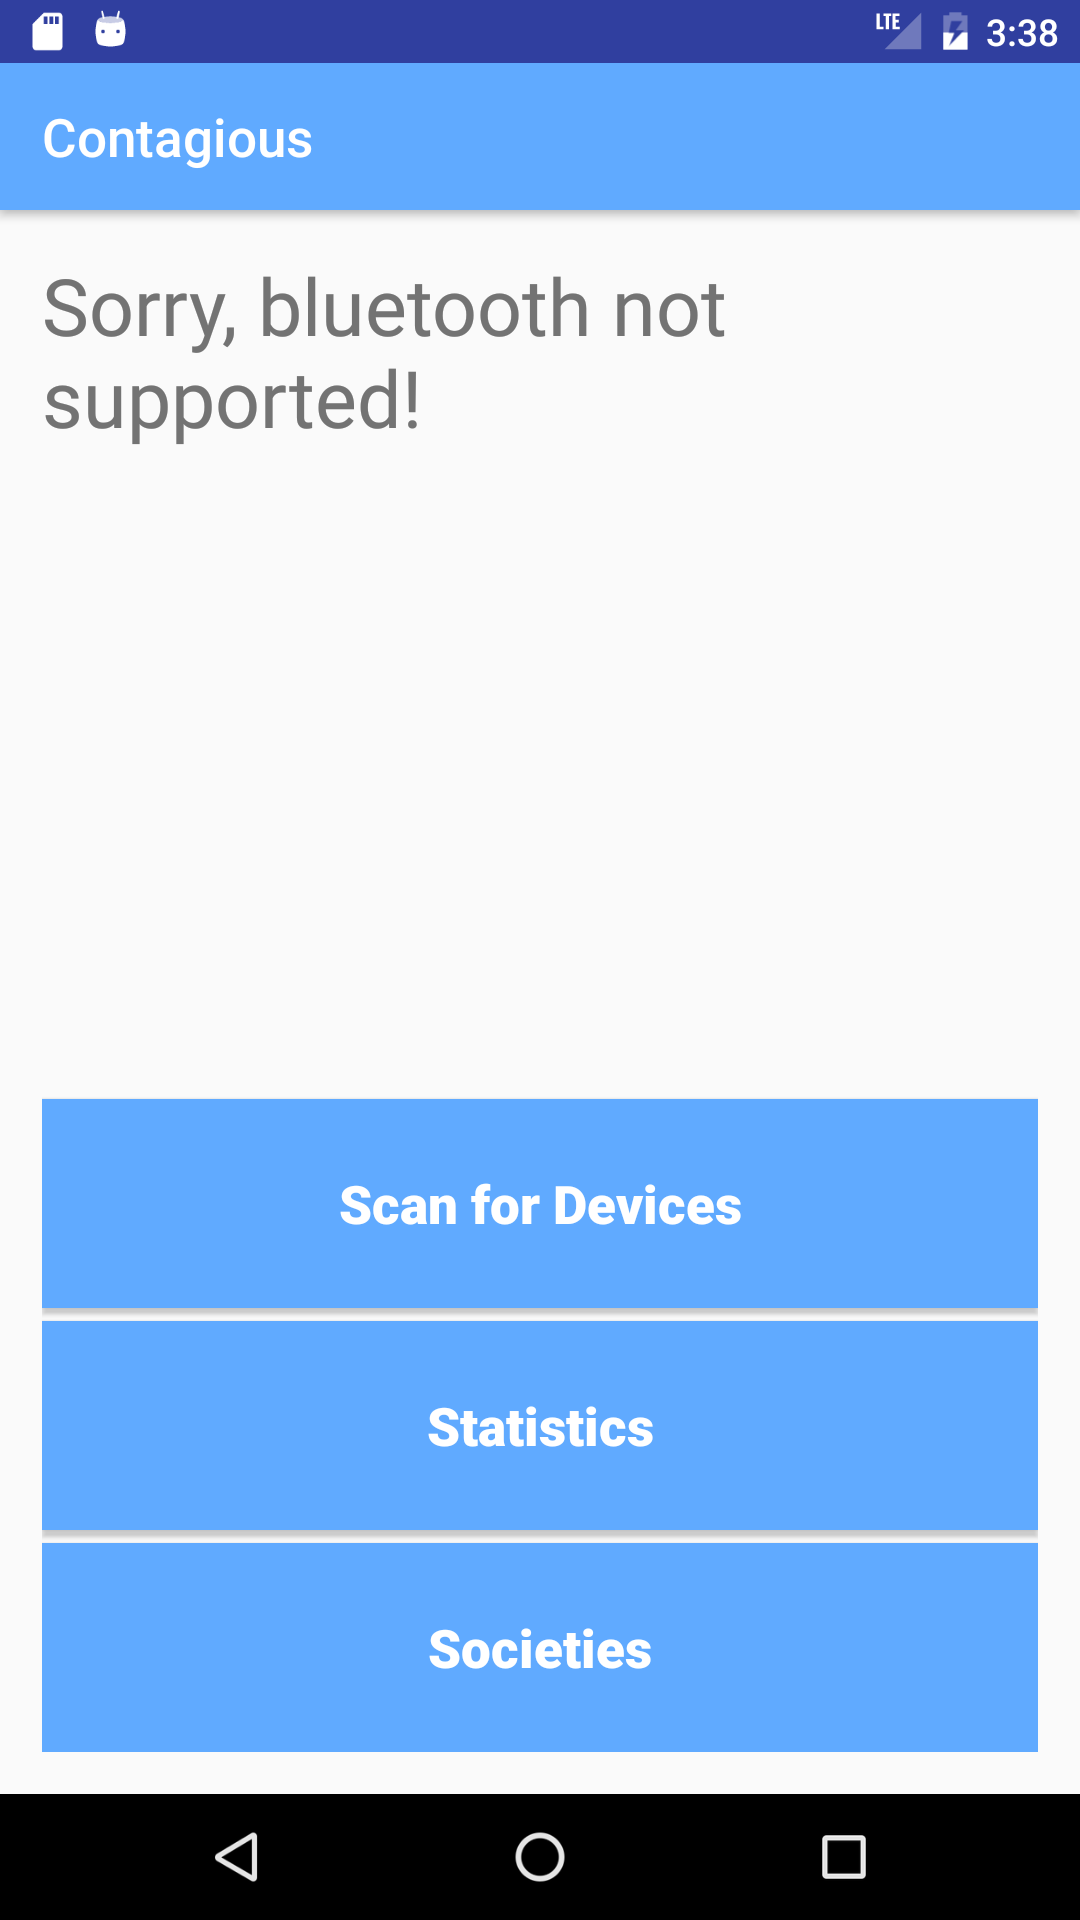 LTE 3:38
Contagious
Sorry, bluetooth not
supported!
Scan for Devices
Statistics
Societies